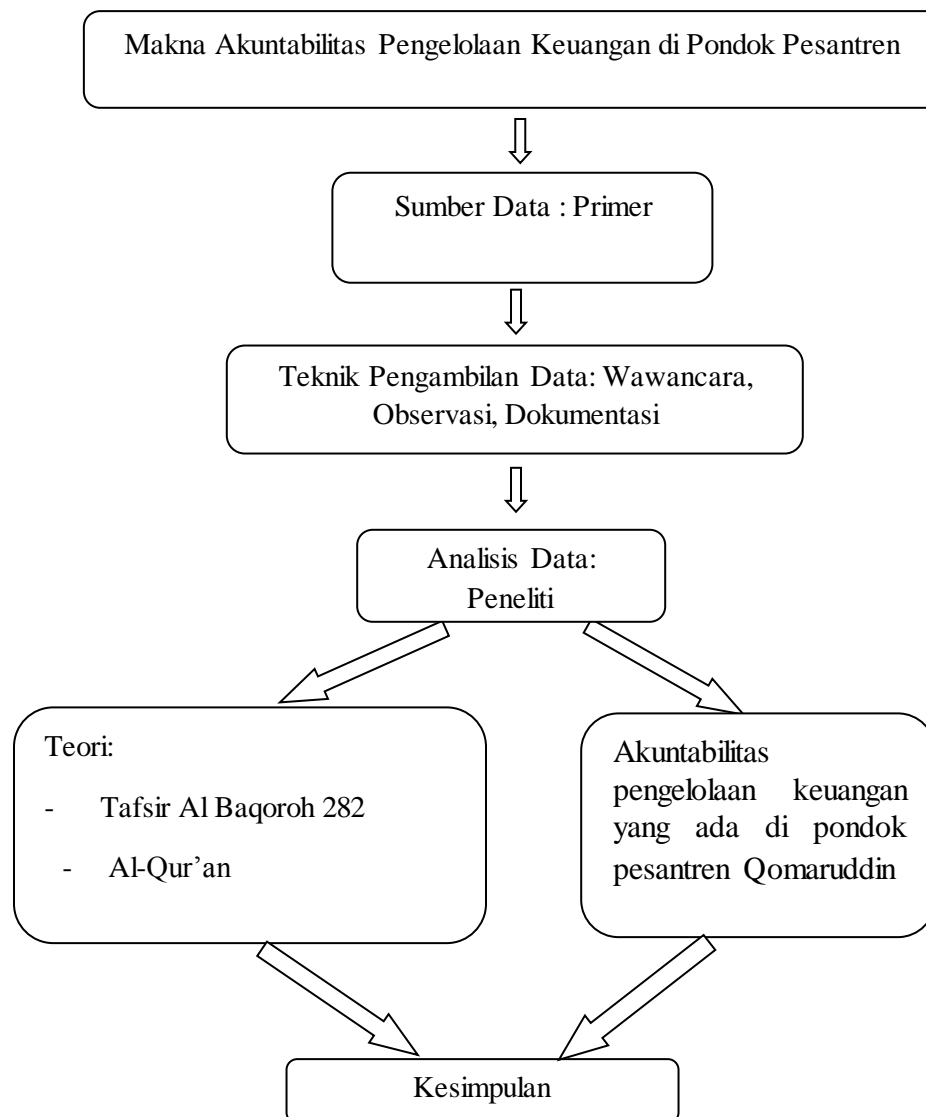 Makna Akuntabilitas Pengelolaan Keuangan di Pondok Pesantren
Sumber Data : Primer
Teknik Pengambilan Data: Wawancara,
Observasi, Dokumentasi
Analisis Data:
Peneliti
Teori:
- Tafsir Al Baqoroh 282
- Al-Qur’an
Akuntabilitas
pengelolaan keuangan
yang ada di pondok
pesantren Qomaruddin
Kesimpulan